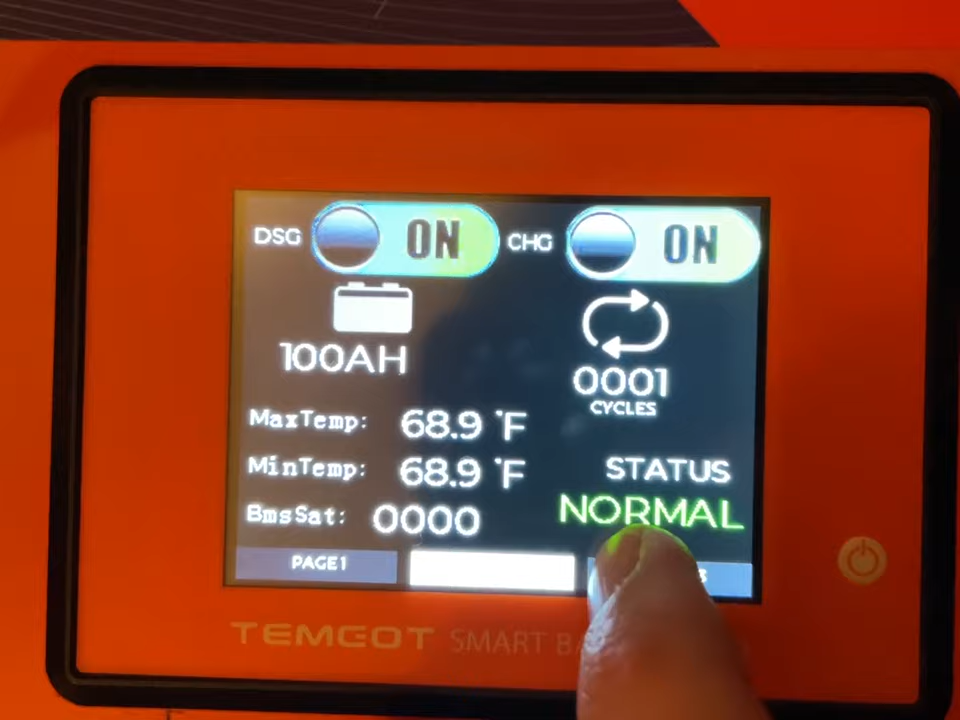 DSG ON CHG ON
100AH
0001
CYCLES
MaxTemp: 68.9 °F
MinTemp: 68.9 °F
STATUS
BmsSat: 0000
NORMAL
PAGE1
TEMGOT SMART